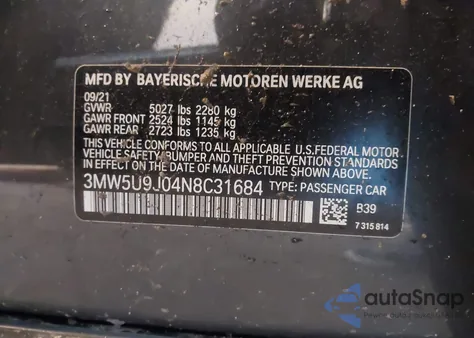 MFD BY BAYERISCHE MOTOREN WERKE AG
09/21
GVWR 5027 lbs 2280 kg
GAWR FRONT 2524 lbs 1145 kg
GAWR REAR 2723 lbs 1235 kg
THIS VEHICLE CONFORMS TO ALL APPLICABLE U.S.FEDERAL MOTOR
VEHICLE SAFETY,BUMPER AND THEFT PREVENTION STANDARDS
IN EFFECT ON THE DATE OF MANUFACTURE SHOWN ABOVE.
3MW5U9J04N8C31684 TYPE: PASSENGER CAR
B39
7 315 814
autoSnap
www.autosnap